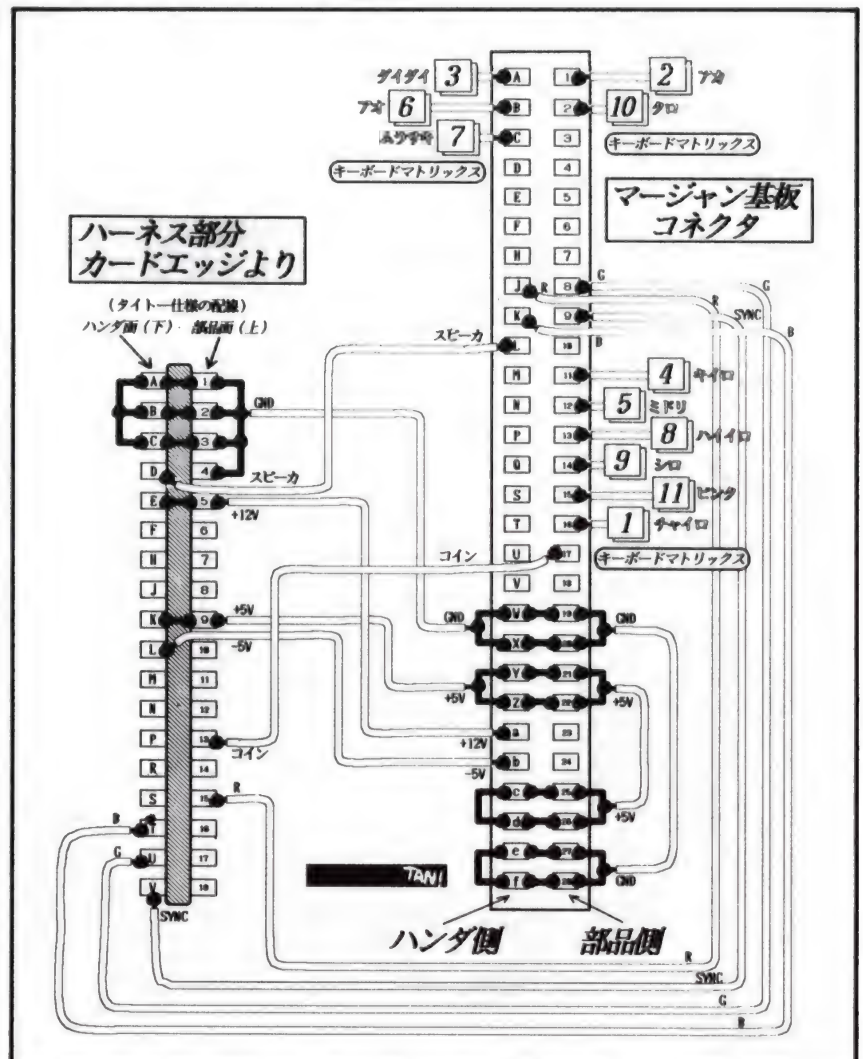 ダイダイ 3 A 1 2 アカ
アオ 6 B 2 10 クロ
ムラサキ 7 C 3 キーボードマトリックス
キーボードマトリックス D 4
E 5
F 6
H 7
マージャン基板
コネクタ
ハーネス部分
カードエッジより
(タイトー仕様の配線)
ハンダ面(下) 部品面(上)
J R 8 G
R
K 9 SYNC
B B
スピーカ L 10
M 11 4 キイロ
N 12 5 ミドリ
P 13 8 ハイイロ
Q 14 9 シロ
S 15 11 ピンク
T 16 1 チャイロ
コイン U 17 キーボードマトリックス
V 18
GND W 19 GND
X 20
+5V Y 21 +5V
Z 22
+12V a 23
-5V b 24
c 25
d 26 +5V
e 27
f 28 GND
A 1
B 2 GND
C 3
D 4 スピーカ
E 5 +12V
F 6
H 7
J 8
K 9 +5V
L 10 -5V
M 11
N 12
P 13 コイン
R 14
S 15 R
B T 16
G U 17
V 18
SYNC
TANI
ハンダ側 部品側
R
SYNC
G
B